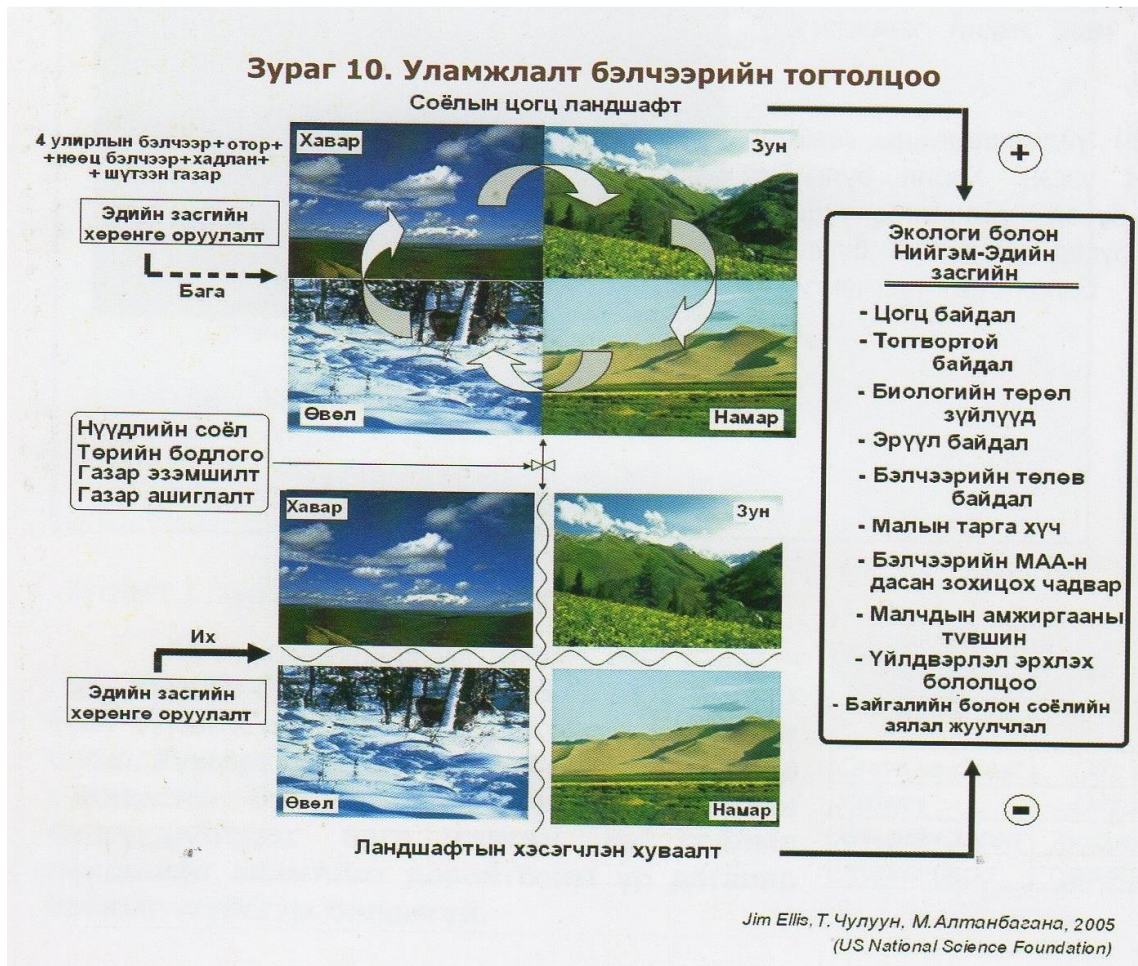 Зураг 10. Уламжлалт бэлчээрийн тогтолцоо
Соёлын цогц ландшафт
4 улирлын бэлчээр+отор+
+нөөц бэлчээр+хадлан+
+ шүтээн газар
Эдийн засгийн
хөрөнгө оруулалт
Бага
Хавар
Зун
Өвөл
Намар
+
Нүүдлийн соёл
Төрийн бодлого
Газар эзэмшилт
Газар ашиглалт
Хавар
Зун
Өвөл
Намар
Их
Эдийн засгийн
хөрөнгө оруулалт
Ландшафтын хэсэгчлэн хуваалт
Экологи болон
Нийгэм-Эдийн
засгийн
- Цогц байдал
- Тогтвортой
байдал
- Биологийн төрөл
зүйлүүд
- Эрүүл байдал
- Бэлчээрийн төлөв
байдал
- Малын тарга хүч
- Бэлчээрийн МАА-н
дасан зохицох чадвар
- Малчдын амжиргааны
түвшин
- Үйлдвэрлэл эрхлэх
бололцоо
- Байгалийн болон соёлийн
аялал жуулчлал
-
Jim Ellis, Т.Чулуун, М.Алтанбагана, 2005
(US National Science Foundation)